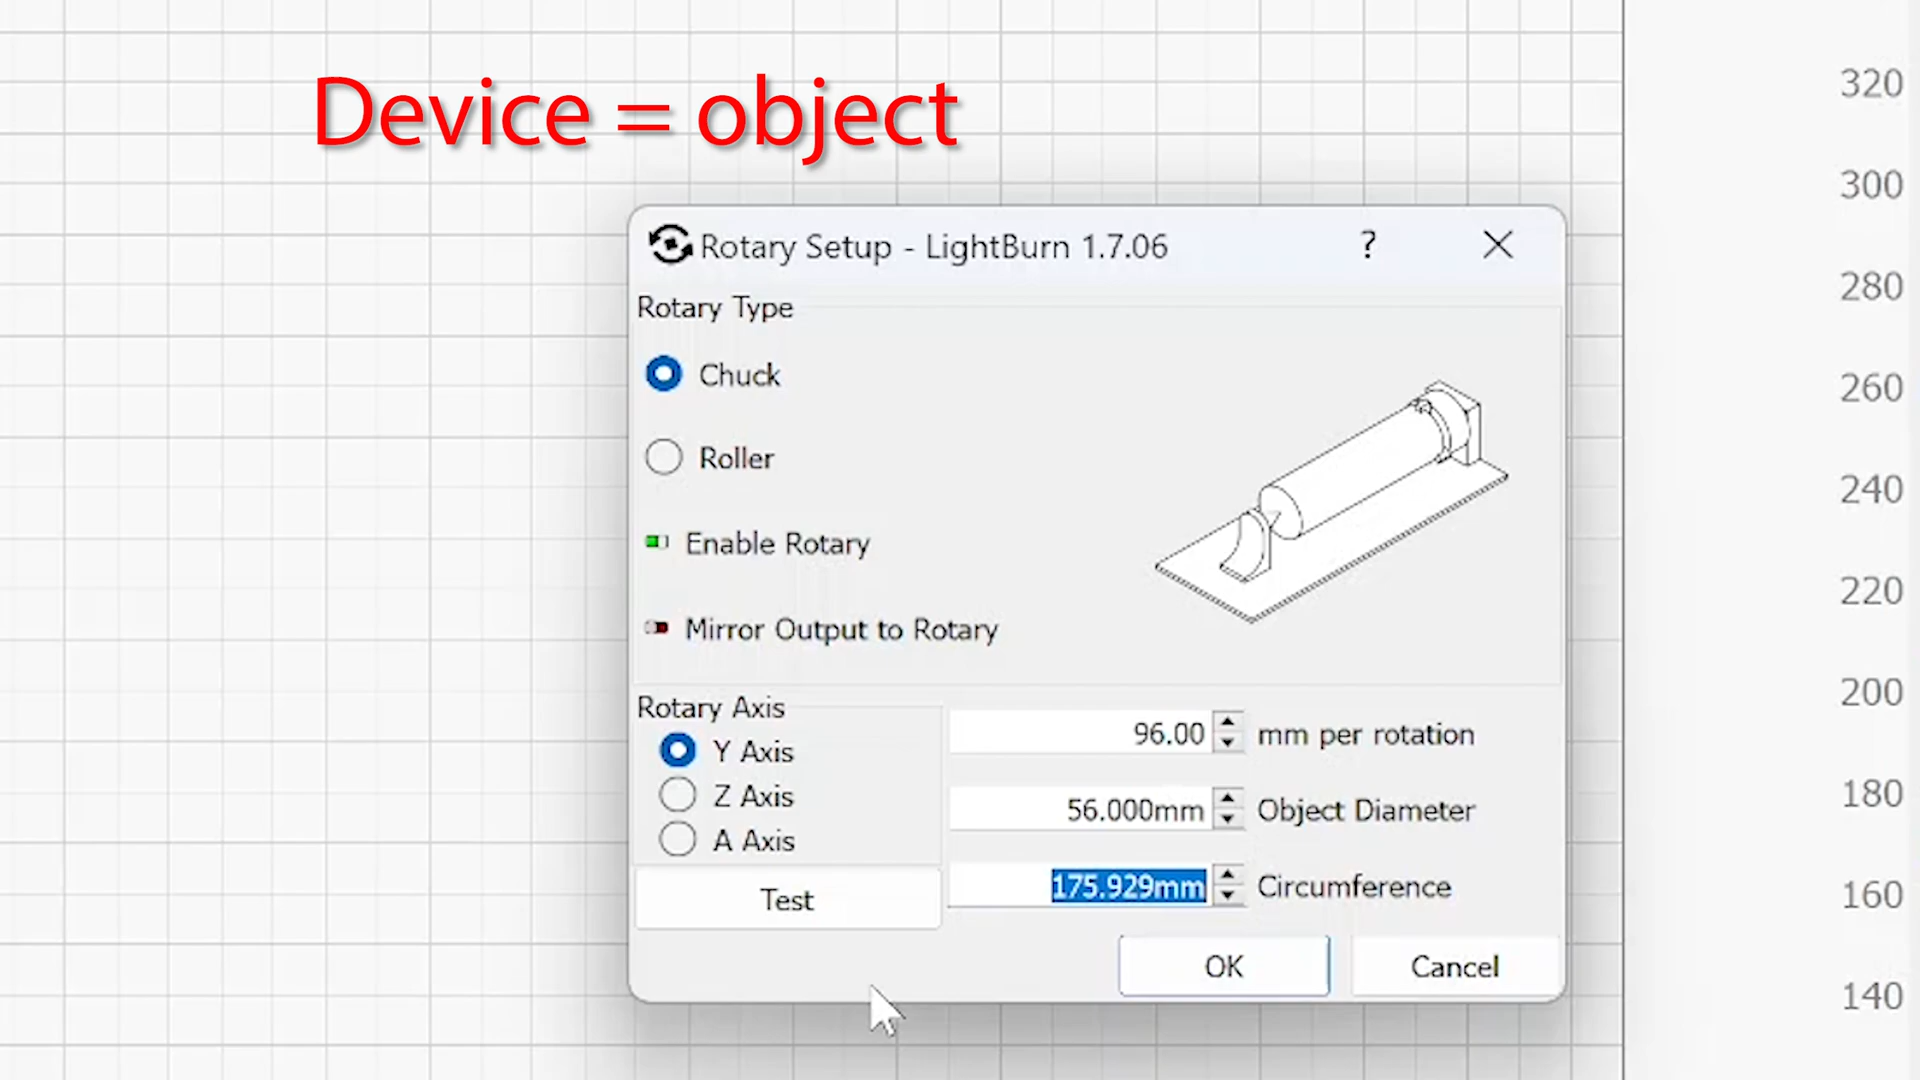 Device = object
320
300
Rotary Setup - LightBurn 1.7.06 ?
280
Rotary Type
Chuck
260
Roller
240
Enable Rotary
220
Mirror Output to Rotary
200
Rotary Axis
Y Axis
96.00 mm per rotation
Z Axis
180
56.000mm Object Diameter
A Axis
175.929mm Circumference
160
Test
OK Cancel
140